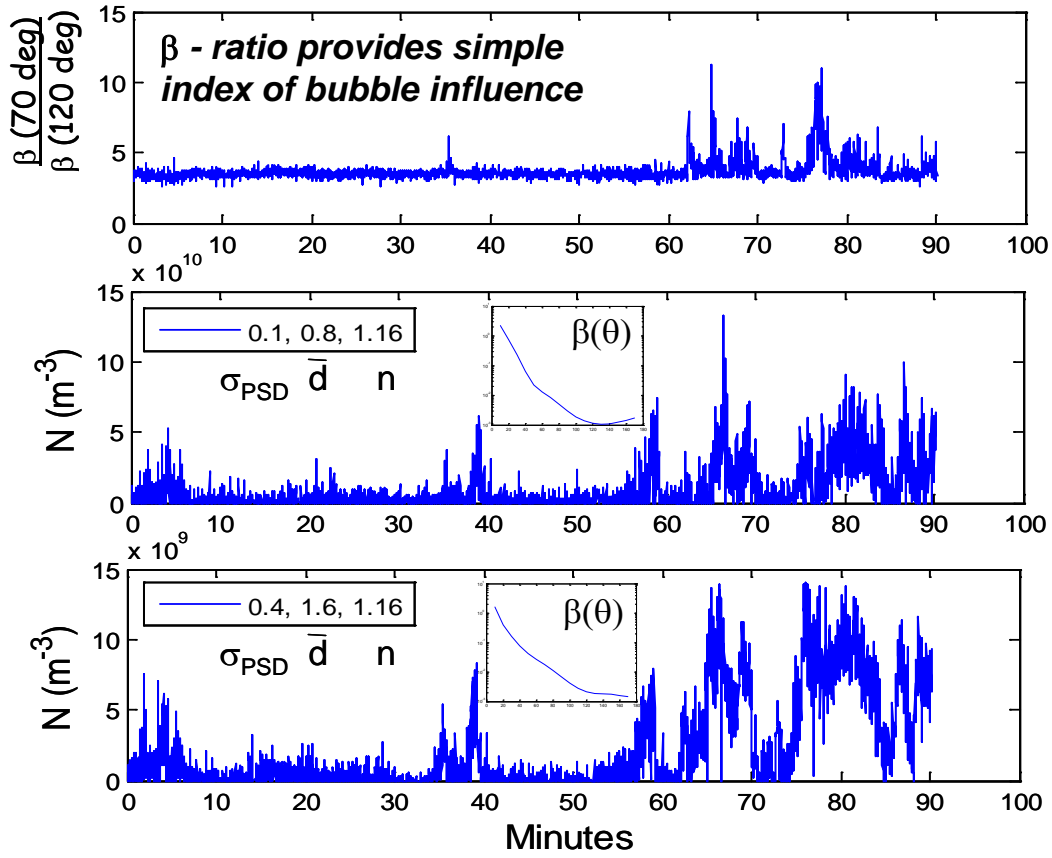 β - ratio provides simple
index of bubble influence
β (70 deg)
β (120 deg)
15
10
5
0
0 10 20 30 40 50 60 70 80 90 100
x 10^10
15
10
5
0
N (m^-3)
0.1, 0.8, 1.16
σ_PSD d̅ n
β(θ)
0 10 20 30 40 50 60 70 80 90 100
x 10^9
15
10
5
0
N (m^-3)
0.4, 1.6, 1.16
σ_PSD d̅ n
β(θ)
0 10 20 30 40 50 60 70 80 90 100
Minutes